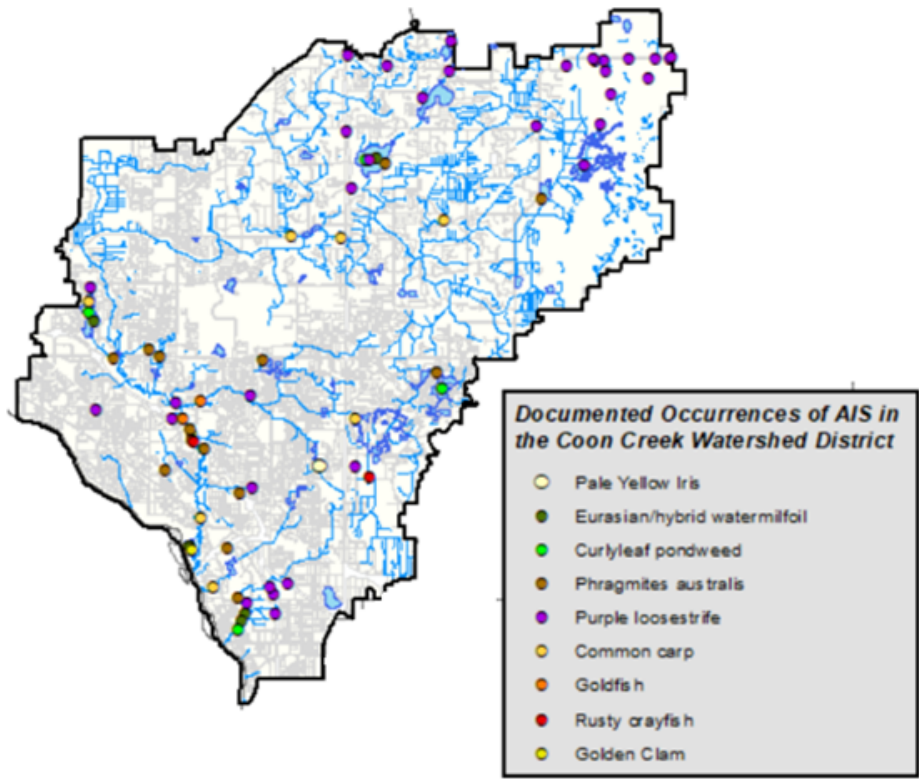 Documented Occurrences of AIS in
the Coon Creek Watershed District
Pale Yellow Iris
Eurasian/hybrid watermilfoil
Curlyleaf pondweed
Phragmites australis
Purple loosestrife
Common carp
Goldfish
Rusty crayfish
Golden Clam